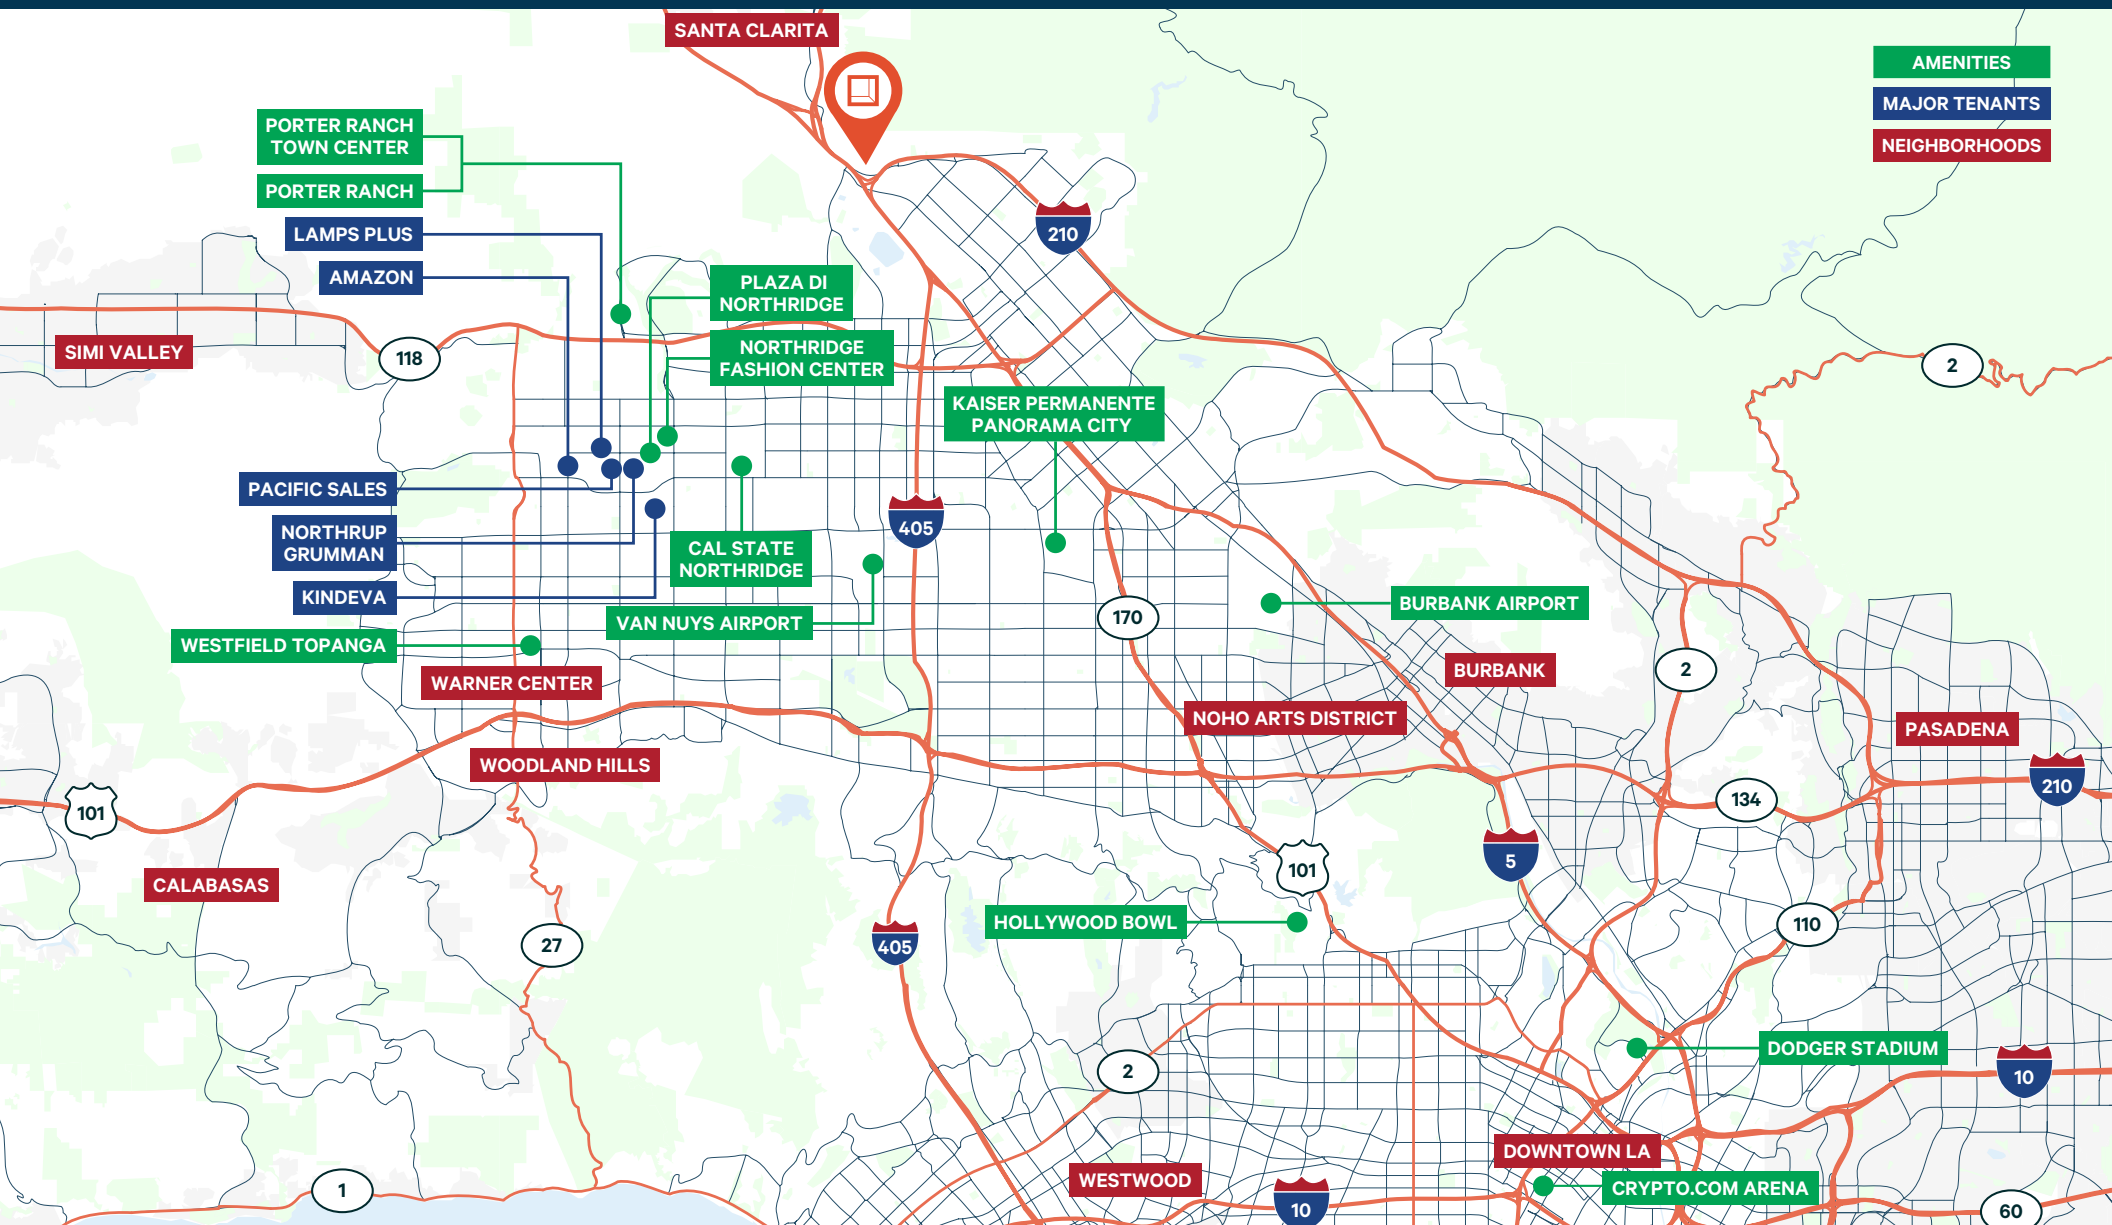 SANTA CLARITA
AMENITIES
MAJOR TENANTS
NEIGHBORHOODS
PORTER RANCH
TOWN CENTER
PORTER RANCH
LAMPS PLUS
AMAZON
210
PLAZA DI
NORTHRIDGE
SIMI VALLEY
118
NORTHRIDGE
FASHION CENTER
2
KAISER PERMANENTE
PANORAMA CITY
PACIFIC SALES
NORTHRUP
GRUMMAN
405
CAL STATE
NORTHRIDGE
KINDEVA
VAN NUYS AIRPORT
170
BURBANK AIRPORT
WESTFIELD TOPANGA
WARNER CENTER
BURBANK
2
NOHO ARTS DISTRICT
PASADENA
WOODLAND HILLS
210
101
134
5
101
CALABASAS
HOLLYWOOD BOWL
110
27
405
DODGER STADIUM
2
10
DOWNTOWN LA
WESTWOOD
CRYPTO.COM ARENA
1
10
60